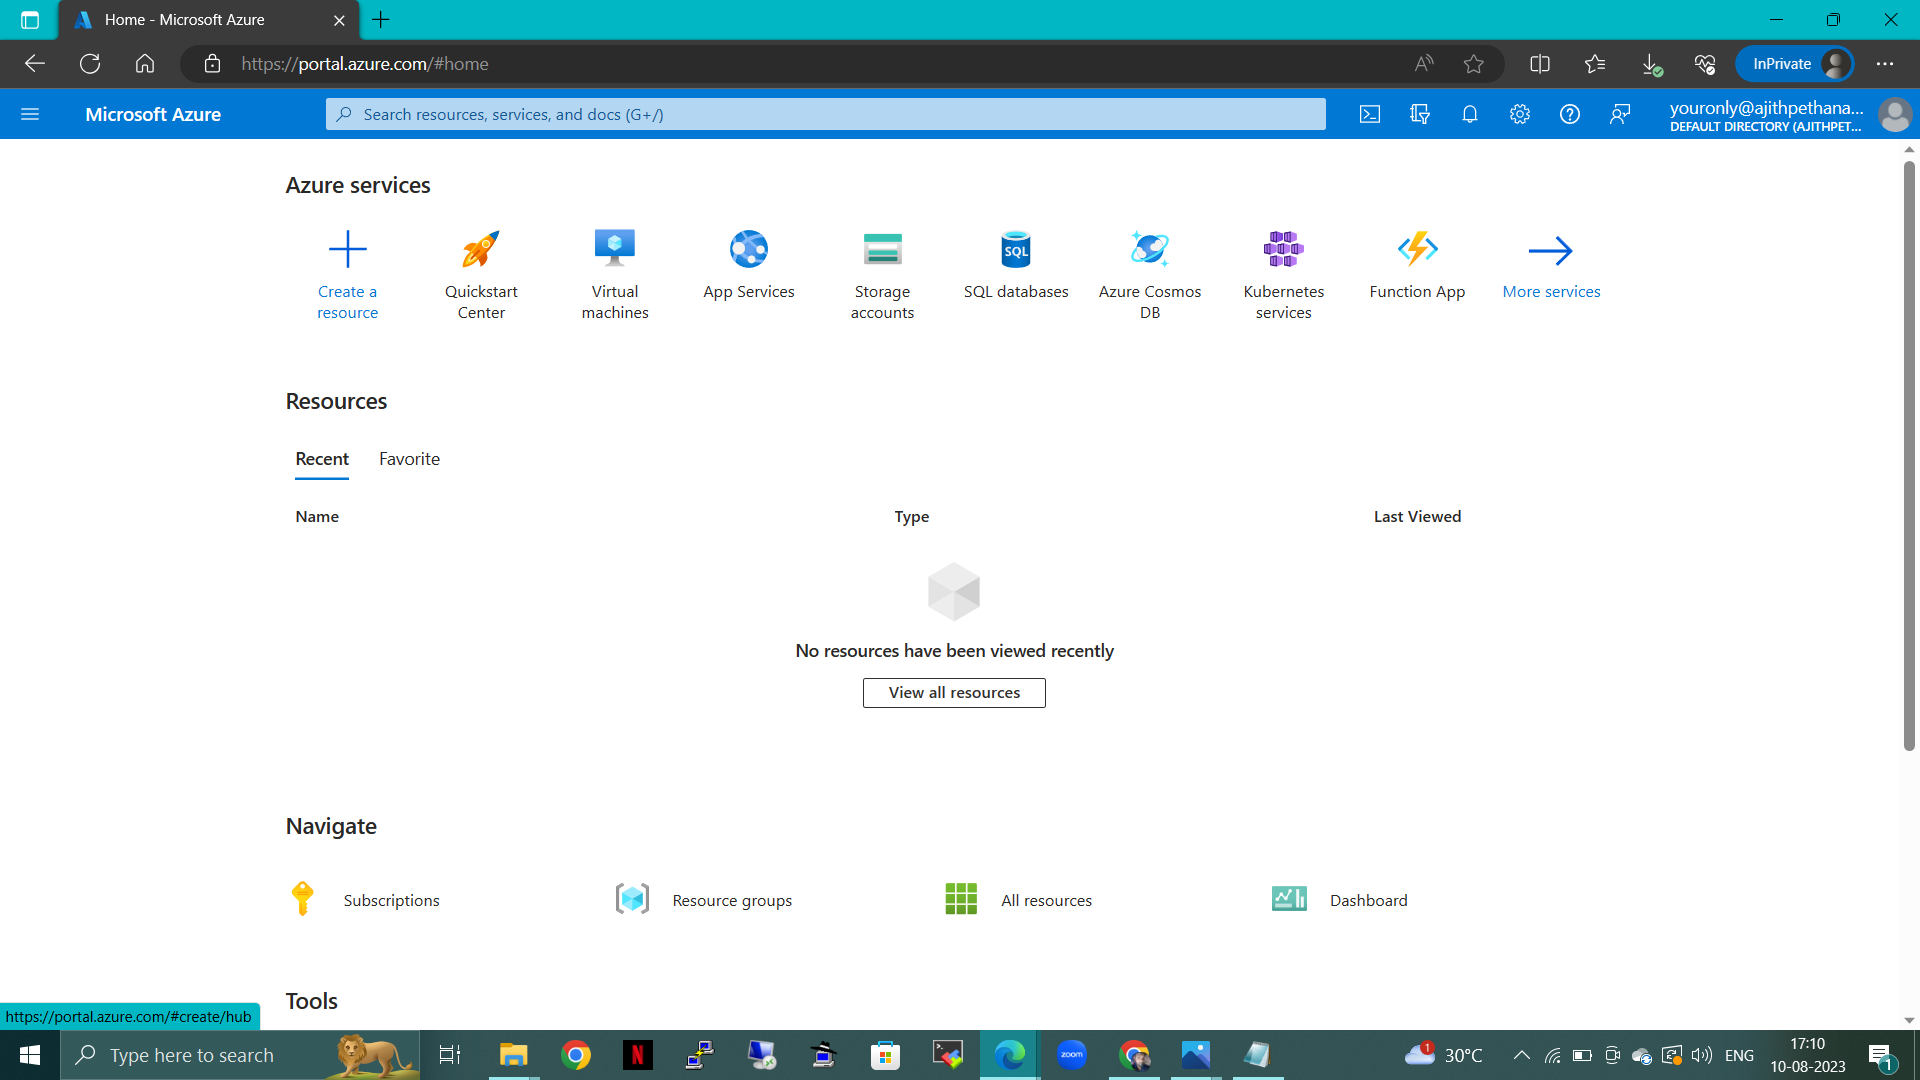 Home - Microsoft Azure
https://portal.azure.com/#home
InPrivate
Microsoft Azure
Search resources, services, and docs (G+/)
youronly@ajithpethana...
DEFAULT DIRECTORY (AJITHPET...
Azure services
Create a
resource
Quickstart
Center
Virtual
machines
App Services
Storage
accounts
SQL
SQL databases
Azure Cosmos
DB
Kubernetes
services
Function App
More services
Resources
Recent
Favorite
Name
Type
Last Viewed
No resources have been viewed recently
View all resources
Navigate
Subscriptions
Resource groups
All resources
Dashboard
Tools
https://portal.azure.com/#create/hub
Type here to search
N
zoom
1
30°C
ENG
17:10
10-08-2023
1